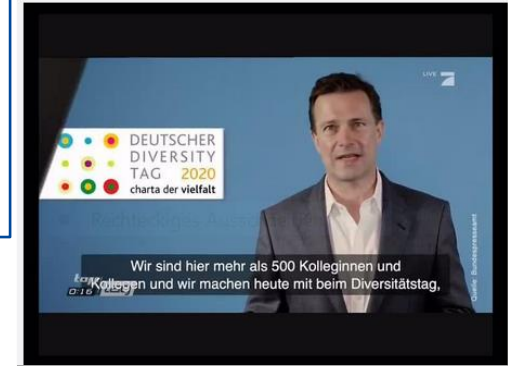 LIVE
DEUTSCHER
DIVERSITY
TAG 2020
charta der vielfalt
Rechteckiges
Wir sind hier mehr als 500 Kolleginnen und
Kollegen und wir machen heute mit beim Diversitätstag,
0:16
Quelle: Bundespresseamt